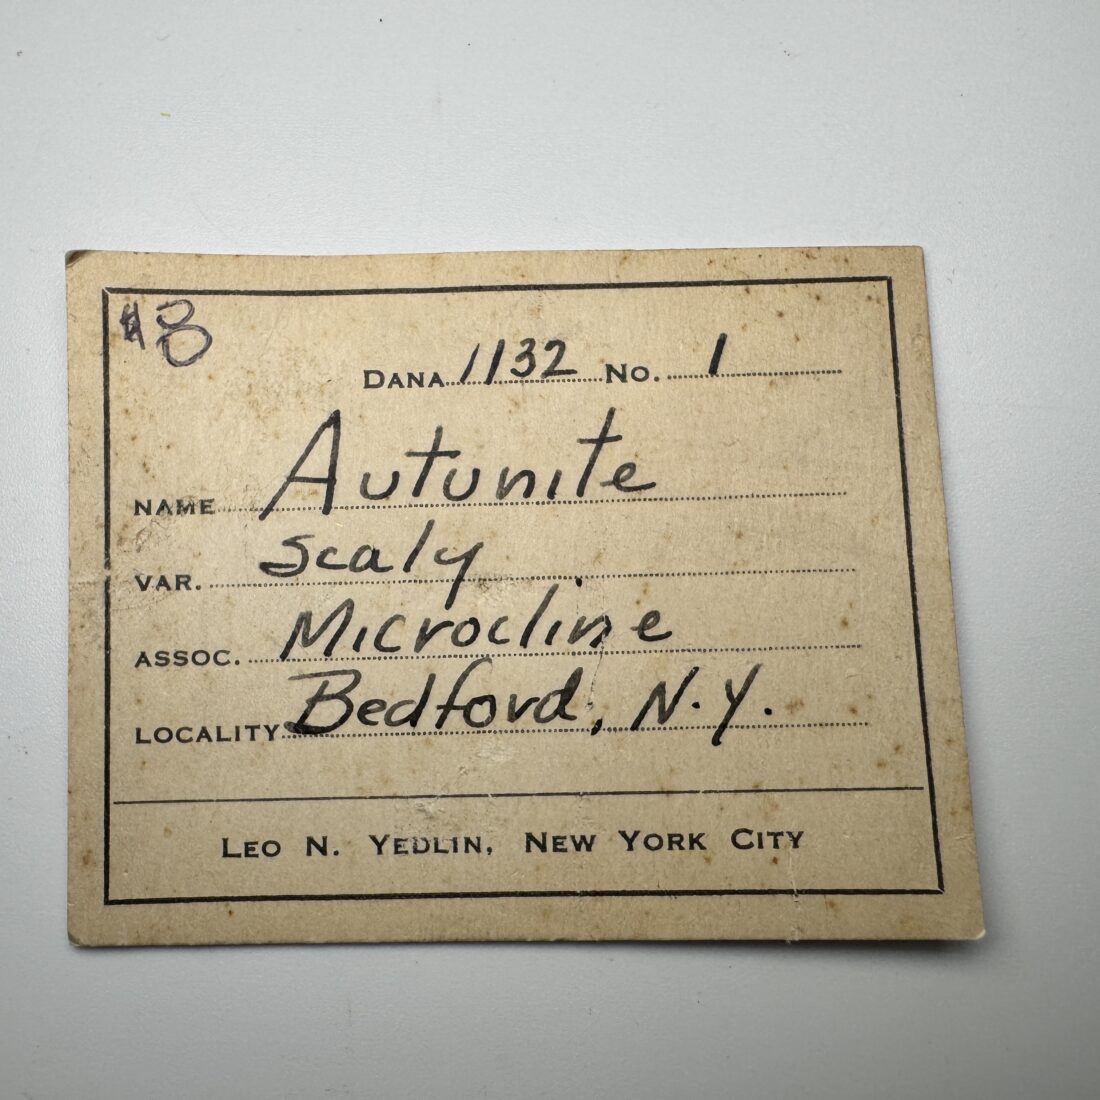 $8
DANA 1132 No. 1
NAME Autunite
VAR. scaly
ASSOC. Microcline
LOCALITY Bedford, N.Y.
LEO N. YEDLIN, NEW YORK CITY